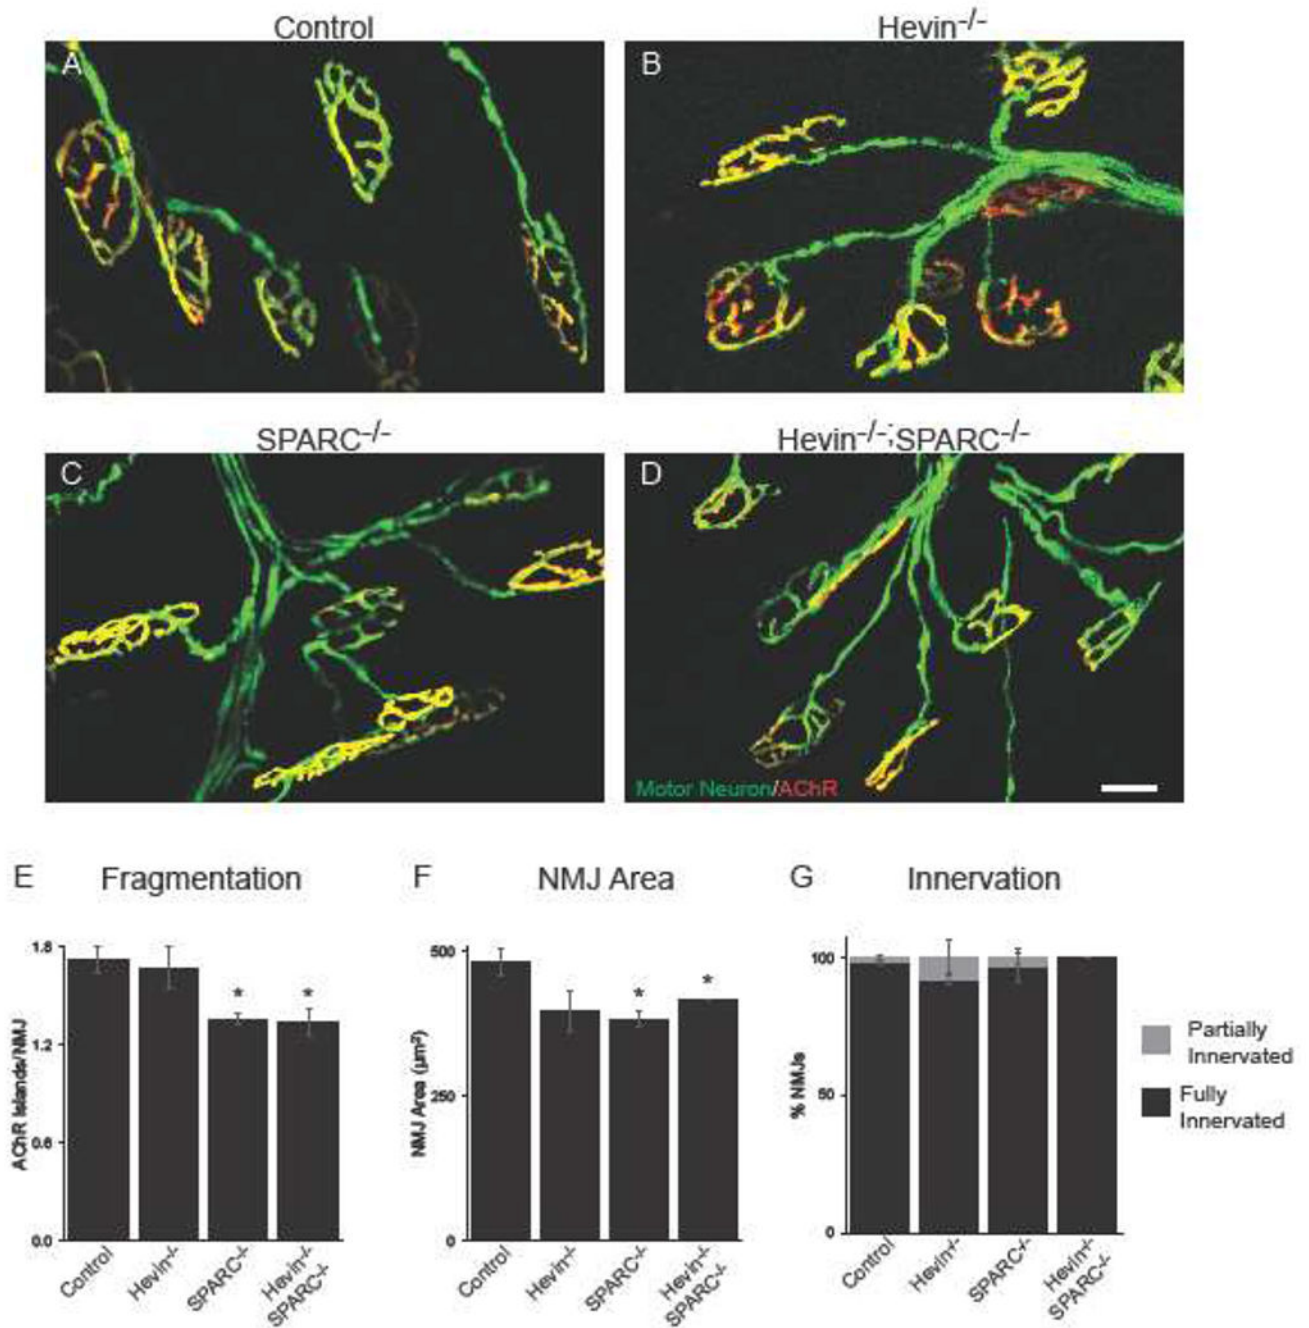 Control
Hevin⁻/⁻
A
B
SPARC⁻/⁻
Hevin⁻/⁻;SPARC⁻/⁻
C
D
Motor Neuron/AChR
E
Fragmentation
F
NMJ Area
G
Innervation
AChR Islands/NMJ
1.8
1.2
0.6
0.0
Control
Hevin⁻/⁻
SPARC⁻/⁻
Hevin⁻/⁻
SPARC⁻/⁻
NMJ Area (µm²)
500
250
0
*
*
Control
Hevin⁻/⁻
SPARC⁻/⁻
Hevin⁻/⁻
SPARC⁻/⁻
*
*
% NMJs
100
50
0
Control
Hevin⁻/⁻
SPARC⁻/⁻
Hevin⁻/⁻
SPARC⁻/⁻
Partially
Innervated
Fully
Innervated